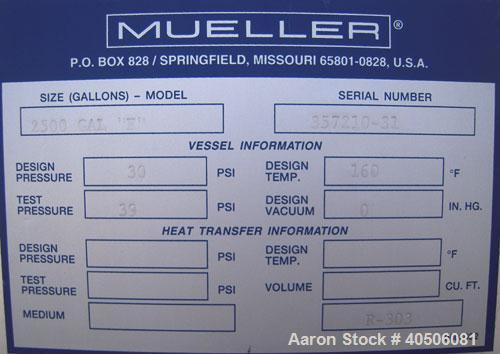 MUELLER®
P.O. BOX 828 / SPRINGFIELD, MISSOURI 65801-0828, U.S.A.
SIZE (GALLONS) – MODEL SERIAL NUMBER
2500 GAL "F" 357210-31
VESSEL INFORMATION
DESIGN PRESSURE 30 PSI DESIGN TEMP. 160 °F
TEST PRESSURE 39 PSI DESIGN VACUUM 0 IN. HG.
HEAT TRANSFER INFORMATION
DESIGN PRESSURE PSI DESIGN TEMP. °F
TEST PRESSURE PSI VOLUME CU. FT.
MEDIUM R-303
Aaron Stock # 40506081